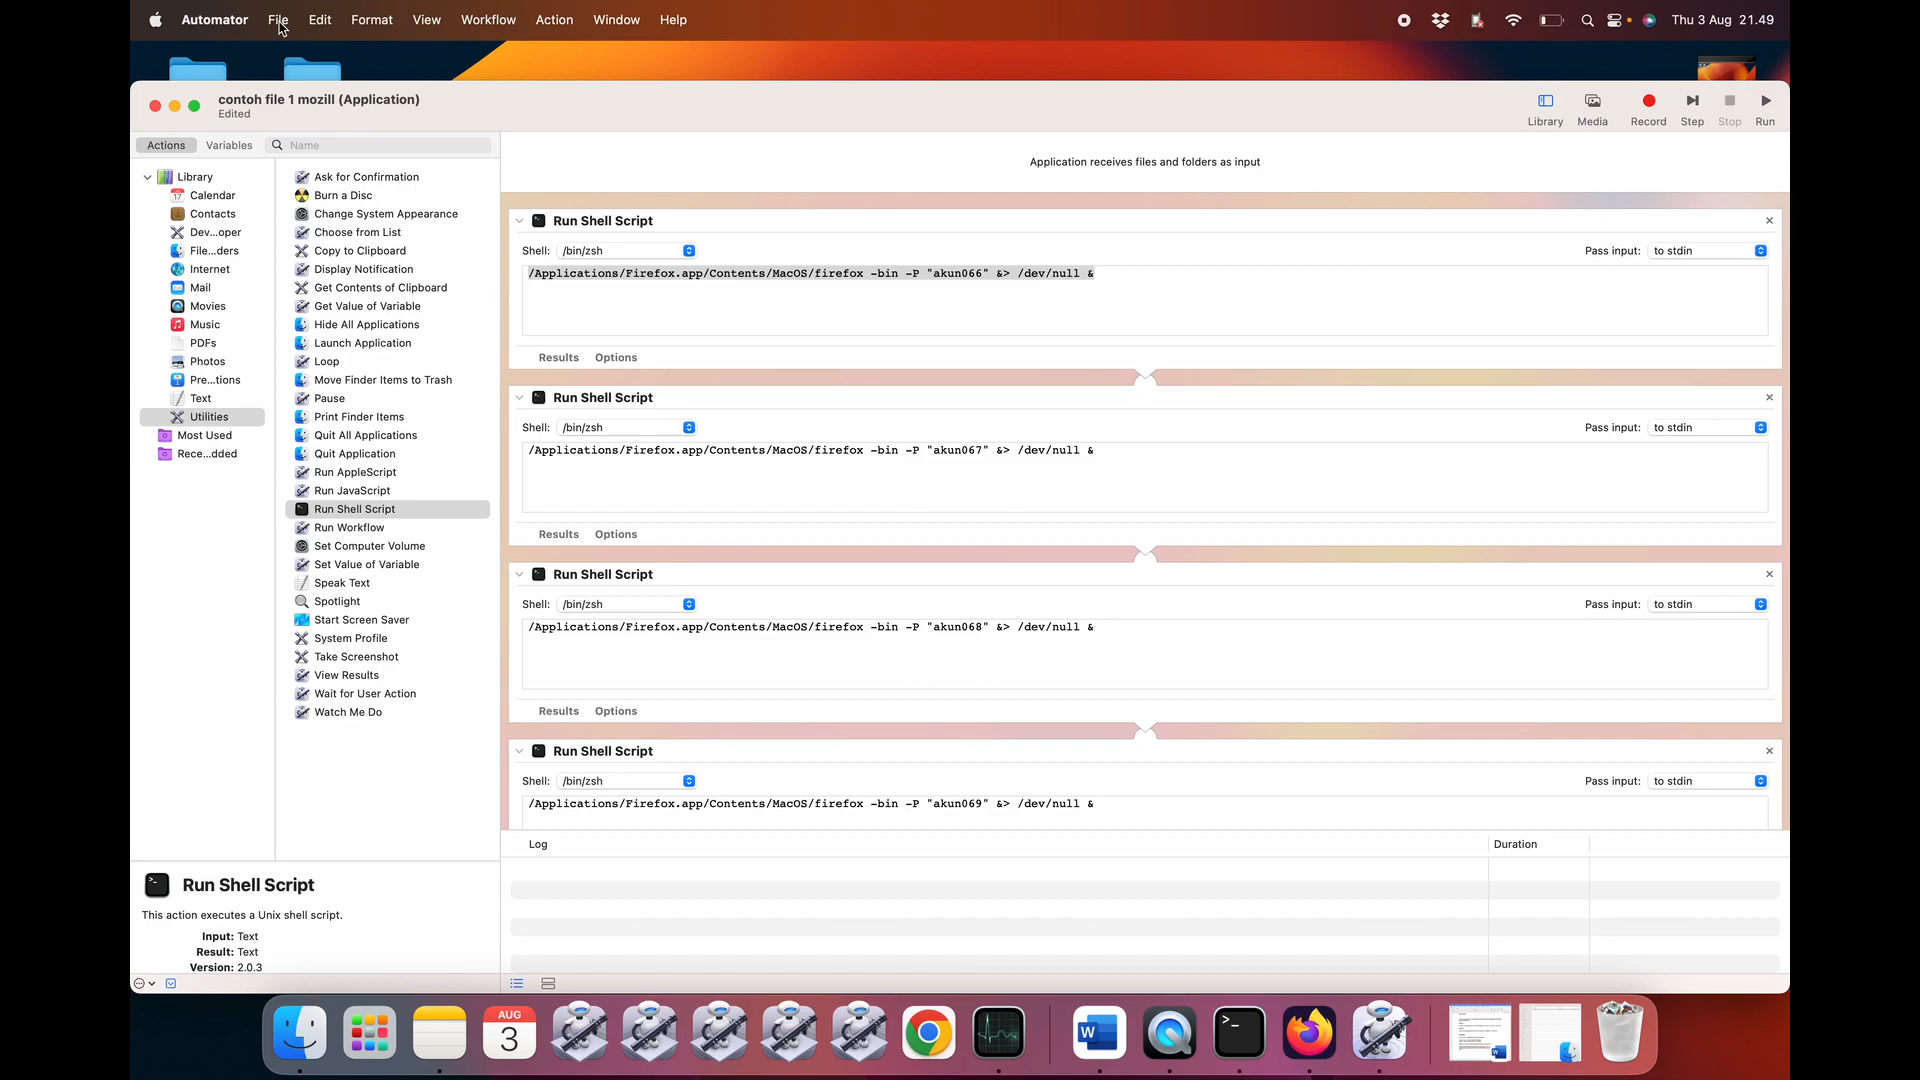 Automator File Edit Format View Workflow Action Window Help Thu 3 Aug 21.49
contoh file 1 mozill (Application)
Edited
Library Media Record Step Stop Run
Actions Variables Name
Library
Calendar
Contacts
Dev...oper
File...ders
Internet
Mail
Movies
Music
PDFs
Photos
Pre...tions
Text
Utilities
Most Used
Rece...dded
Ask for Confirmation
Burn a Disc
Change System Appearance
Choose from List
Copy to Clipboard
Display Notification
Get Contents of Clipboard
Get Value of Variable
Hide All Applications
Launch Application
Loop
Move Finder Items to Trash
Pause
Print Finder Items
Quit All Applications
Quit Application
Run AppleScript
Run JavaScript
Run Shell Script
Run Workflow
Set Computer Volume
Set Value of Variable
Speak Text
Spotlight
Start Screen Saver
System Profile
Take Screenshot
View Results
Wait for User Action
Watch Me Do
Run Shell Script
This action executes a Unix shell script.
Input: Text
Result: Text
Version: 2.0.3
Application receives files and folders as input
Run Shell Script
Shell: /bin/zsh Pass input: to stdin
/Applications/Firefox.app/Contents/MacOS/firefox -bin -P "akun066" &> /dev/null &
Results Options
Run Shell Script
Shell: /bin/zsh Pass input: to stdin
/Applications/Firefox.app/Contents/MacOS/firefox -bin -P "akun067" &> /dev/null &
Results Options
Run Shell Script
Shell: /bin/zsh Pass input: to stdin
/Applications/Firefox.app/Contents/MacOS/firefox -bin -P "akun068" &> /dev/null &
Results Options
Run Shell Script
Shell: /bin/zsh Pass input: to stdin
/Applications/Firefox.app/Contents/MacOS/firefox -bin -P "akun069" &> /dev/null &
Log Duration
AUG
3
W